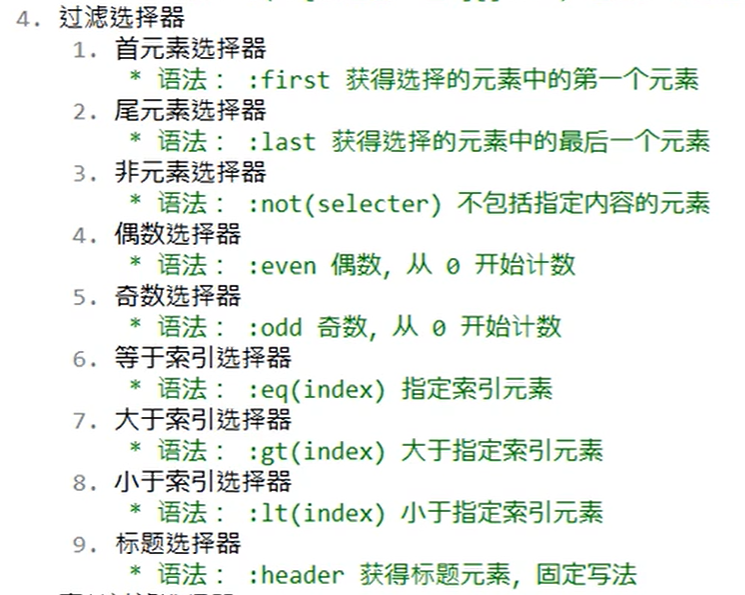 4. 过滤选择器
1. 首元素选择器
* 语法： :first 获得选择的元素中的第一个元素
2. 尾元素选择器
* 语法： :last 获得选择的元素中的最后一个元素
3. 非元素选择器
* 语法： :not(selecter) 不包括指定内容的元素
4. 偶数选择器
* 语法： :even 偶数，从 0 开始计数
5. 奇数选择器
* 语法： :odd 奇数，从 0 开始计数
6. 等于索引选择器
* 语法： :eq(index) 指定索引元素
7. 大于索引选择器
* 语法： :gt(index) 大于指定索引元素
8. 小于索引选择器
* 语法： :lt(index) 小于指定索引元素
9. 标题选择器
* 语法： :header 获得标题元素，固定写法